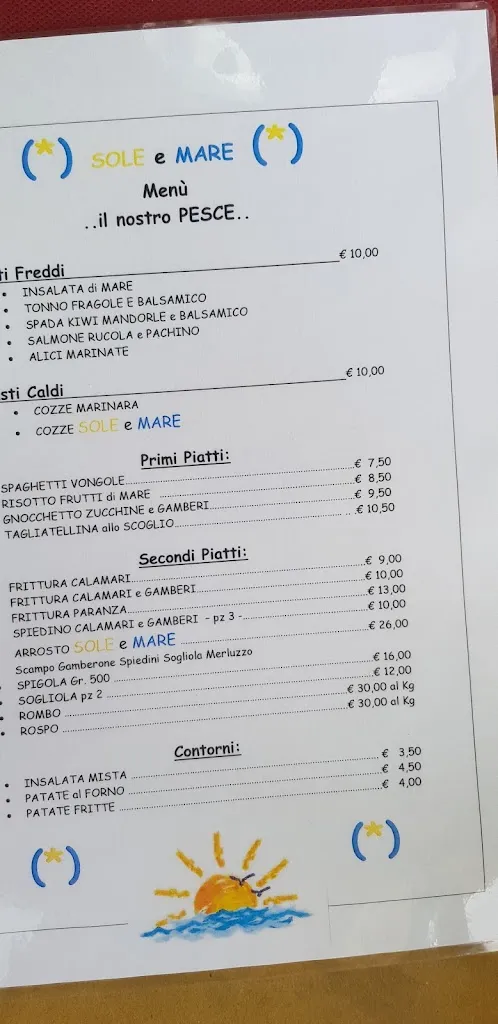 (*) SOLE e MARE (*)
Menù
..il nostro PESCE..
ti Freddi € 10,00
• INSALATA di MARE
• TONNO FRAGOLE E BALSAMICO
• SPADA KIWI MANDORLE e BALSAMICO
• SALMONE RUCOLA e PACHINO
• ALICI MARINATE
sti Caldi € 10,00
• COZZE MARINARA
• COZZE SOLE e MARE
Primi Piatti:
SPAGHETTI VONGOLE € 7,50
RISOTTO FRUTTI di MARE € 8,50
GNOCCHETTO ZUCCHINE e GAMBERI € 9,50
TAGLIATELLINA allo SCOGLIO € 10,50
Secondi Piatti:
FRITTURA CALAMARI € 9,00
FRITTURA CALAMARI e GAMBERI € 10,00
FRITTURA PARANZA € 13,00
SPIEDINO CALAMARI e GAMBERI - pz 3 - € 10,00
ARROSTO SOLE e MARE € 26,00
Scampo Gamberone Spiedini Sogliola Merluzzo
• SPIGOLA Gr. 500 € 16,00
• SOGLIOLA pz 2 € 12,00
• ROMBO € 30,00 al Kg
• ROSPO € 30,00 al Kg
Contorni:
• INSALATA MISTA € 3,50
• PATATE al FORNO € 4,50
• PATATE FRITTE € 4,00
(*) (*)